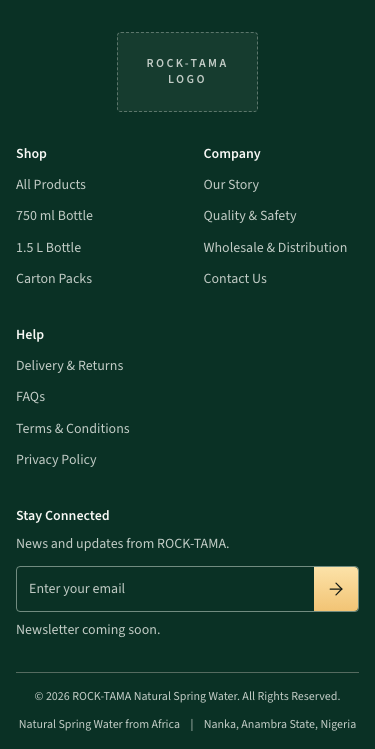 ROCK-TAMA
LOGO
Shop
All Products
750 ml Bottle
1.5 L Bottle
Carton Packs
Company
Our Story
Quality & Safety
Wholesale & Distribution
Contact Us
Help
Delivery & Returns
FAQs
Terms & Conditions
Privacy Policy
Stay Connected
News and updates from ROCK-TAMA.
Enter your email
Newsletter coming soon.
© 2026 ROCK-TAMA Natural Spring Water. All Rights Reserved.
Natural Spring Water from Africa | Nanka, Anambra State, Nigeria